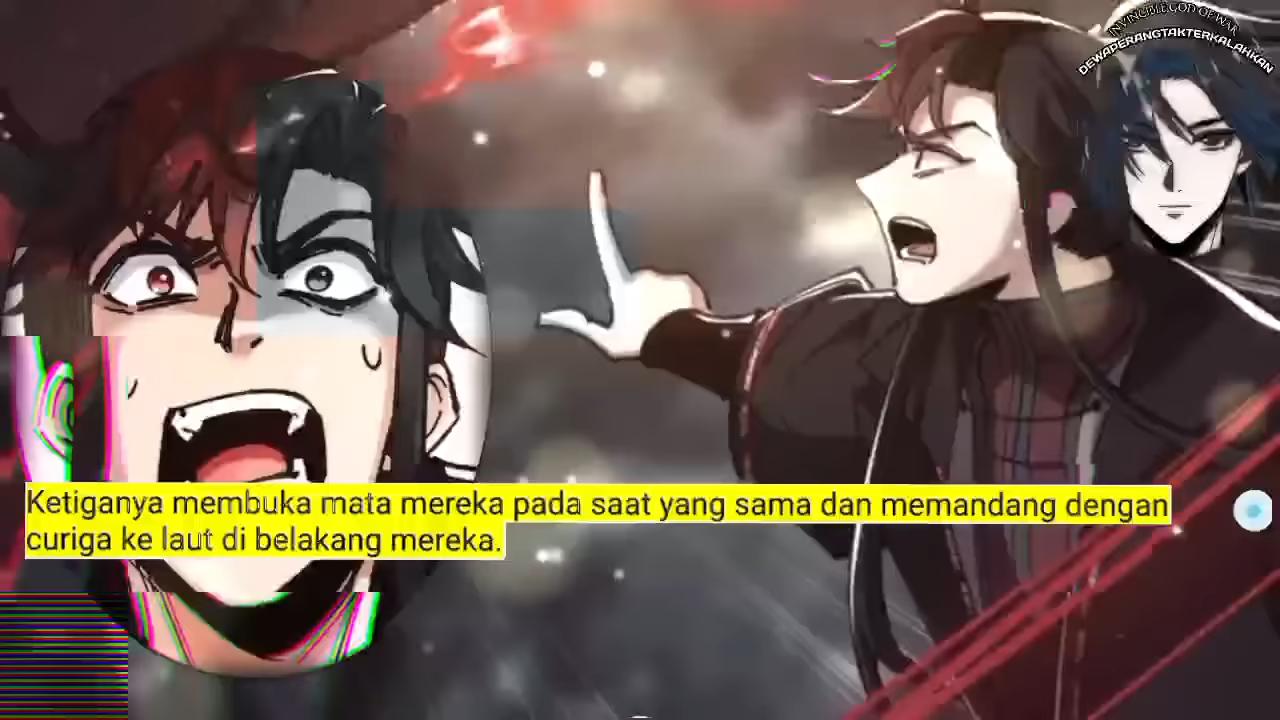 INVINCIBLE GOD OF WAR
DEWAPERANGTAKTERKALAHKAN
Ketiganya membuka mata mereka pada saat yang sama dan memandang dengan
curiga ke laut di belakang mereka.